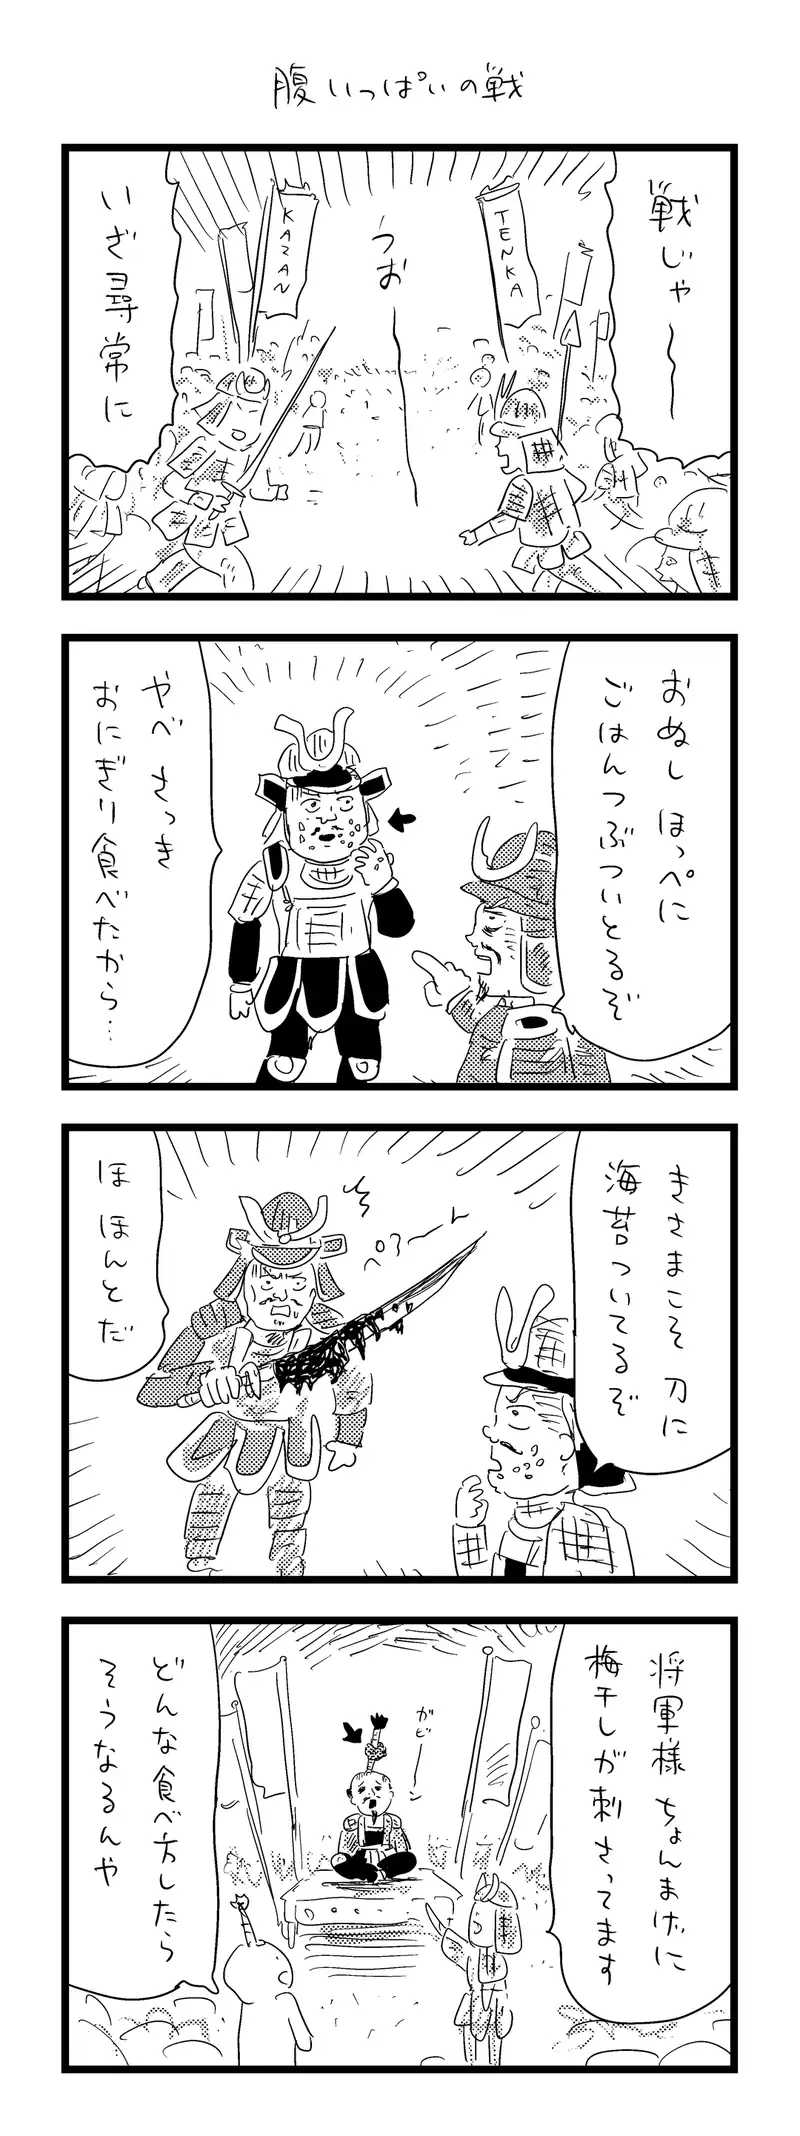 腹いっぱいの戦
戦じゃ〜
TENKA
うお〜
KAZAN
いざ尋常に
おぬし ほっぺに
ごはんつぶついとるぞ
やべ さっき
おにぎり食べたから…
きさまこそ 刀に
海苔ついてるぞ
ぺろ〜ん
ほ ほんとだ
将軍様 ちょんまげに
梅干しが刺さってます
ガビーーン
どんな食べ方したら
そうなるんや